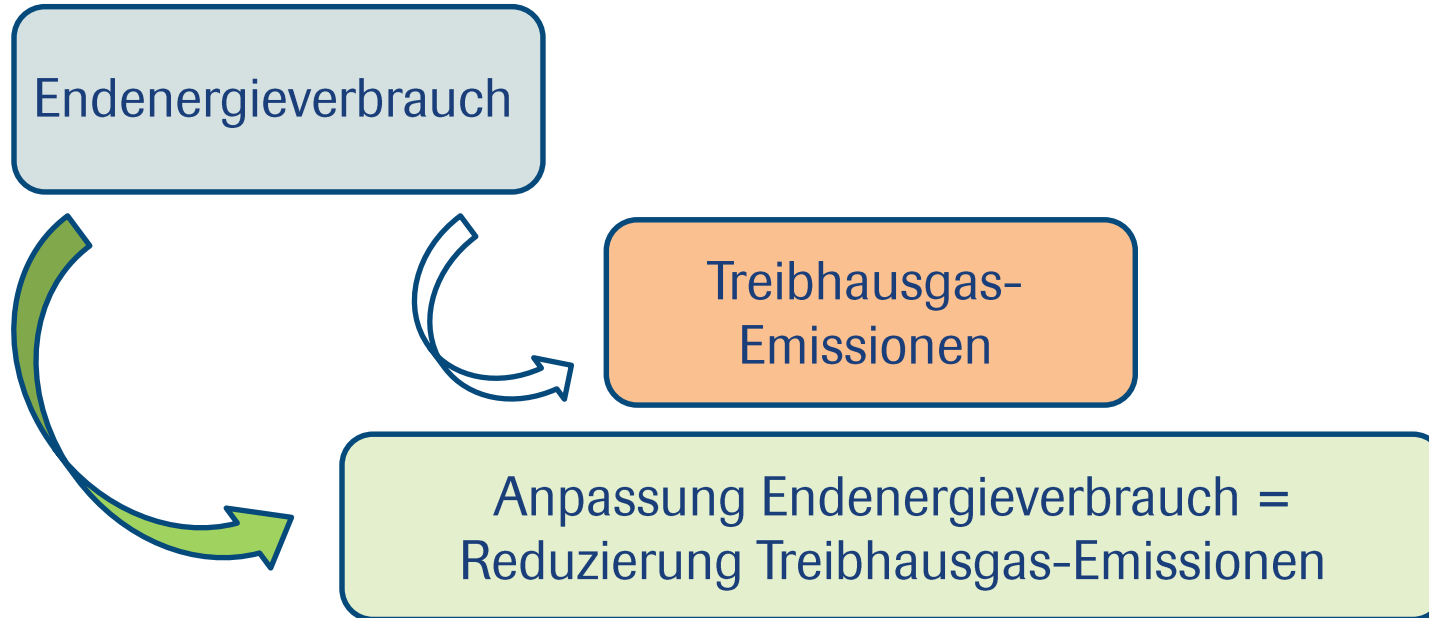 Endenergieverbrauch
Treibhausgas-
Emissionen
Anpassung Endenergieverbrauch =
Reduzierung Treibhausgas-Emissionen